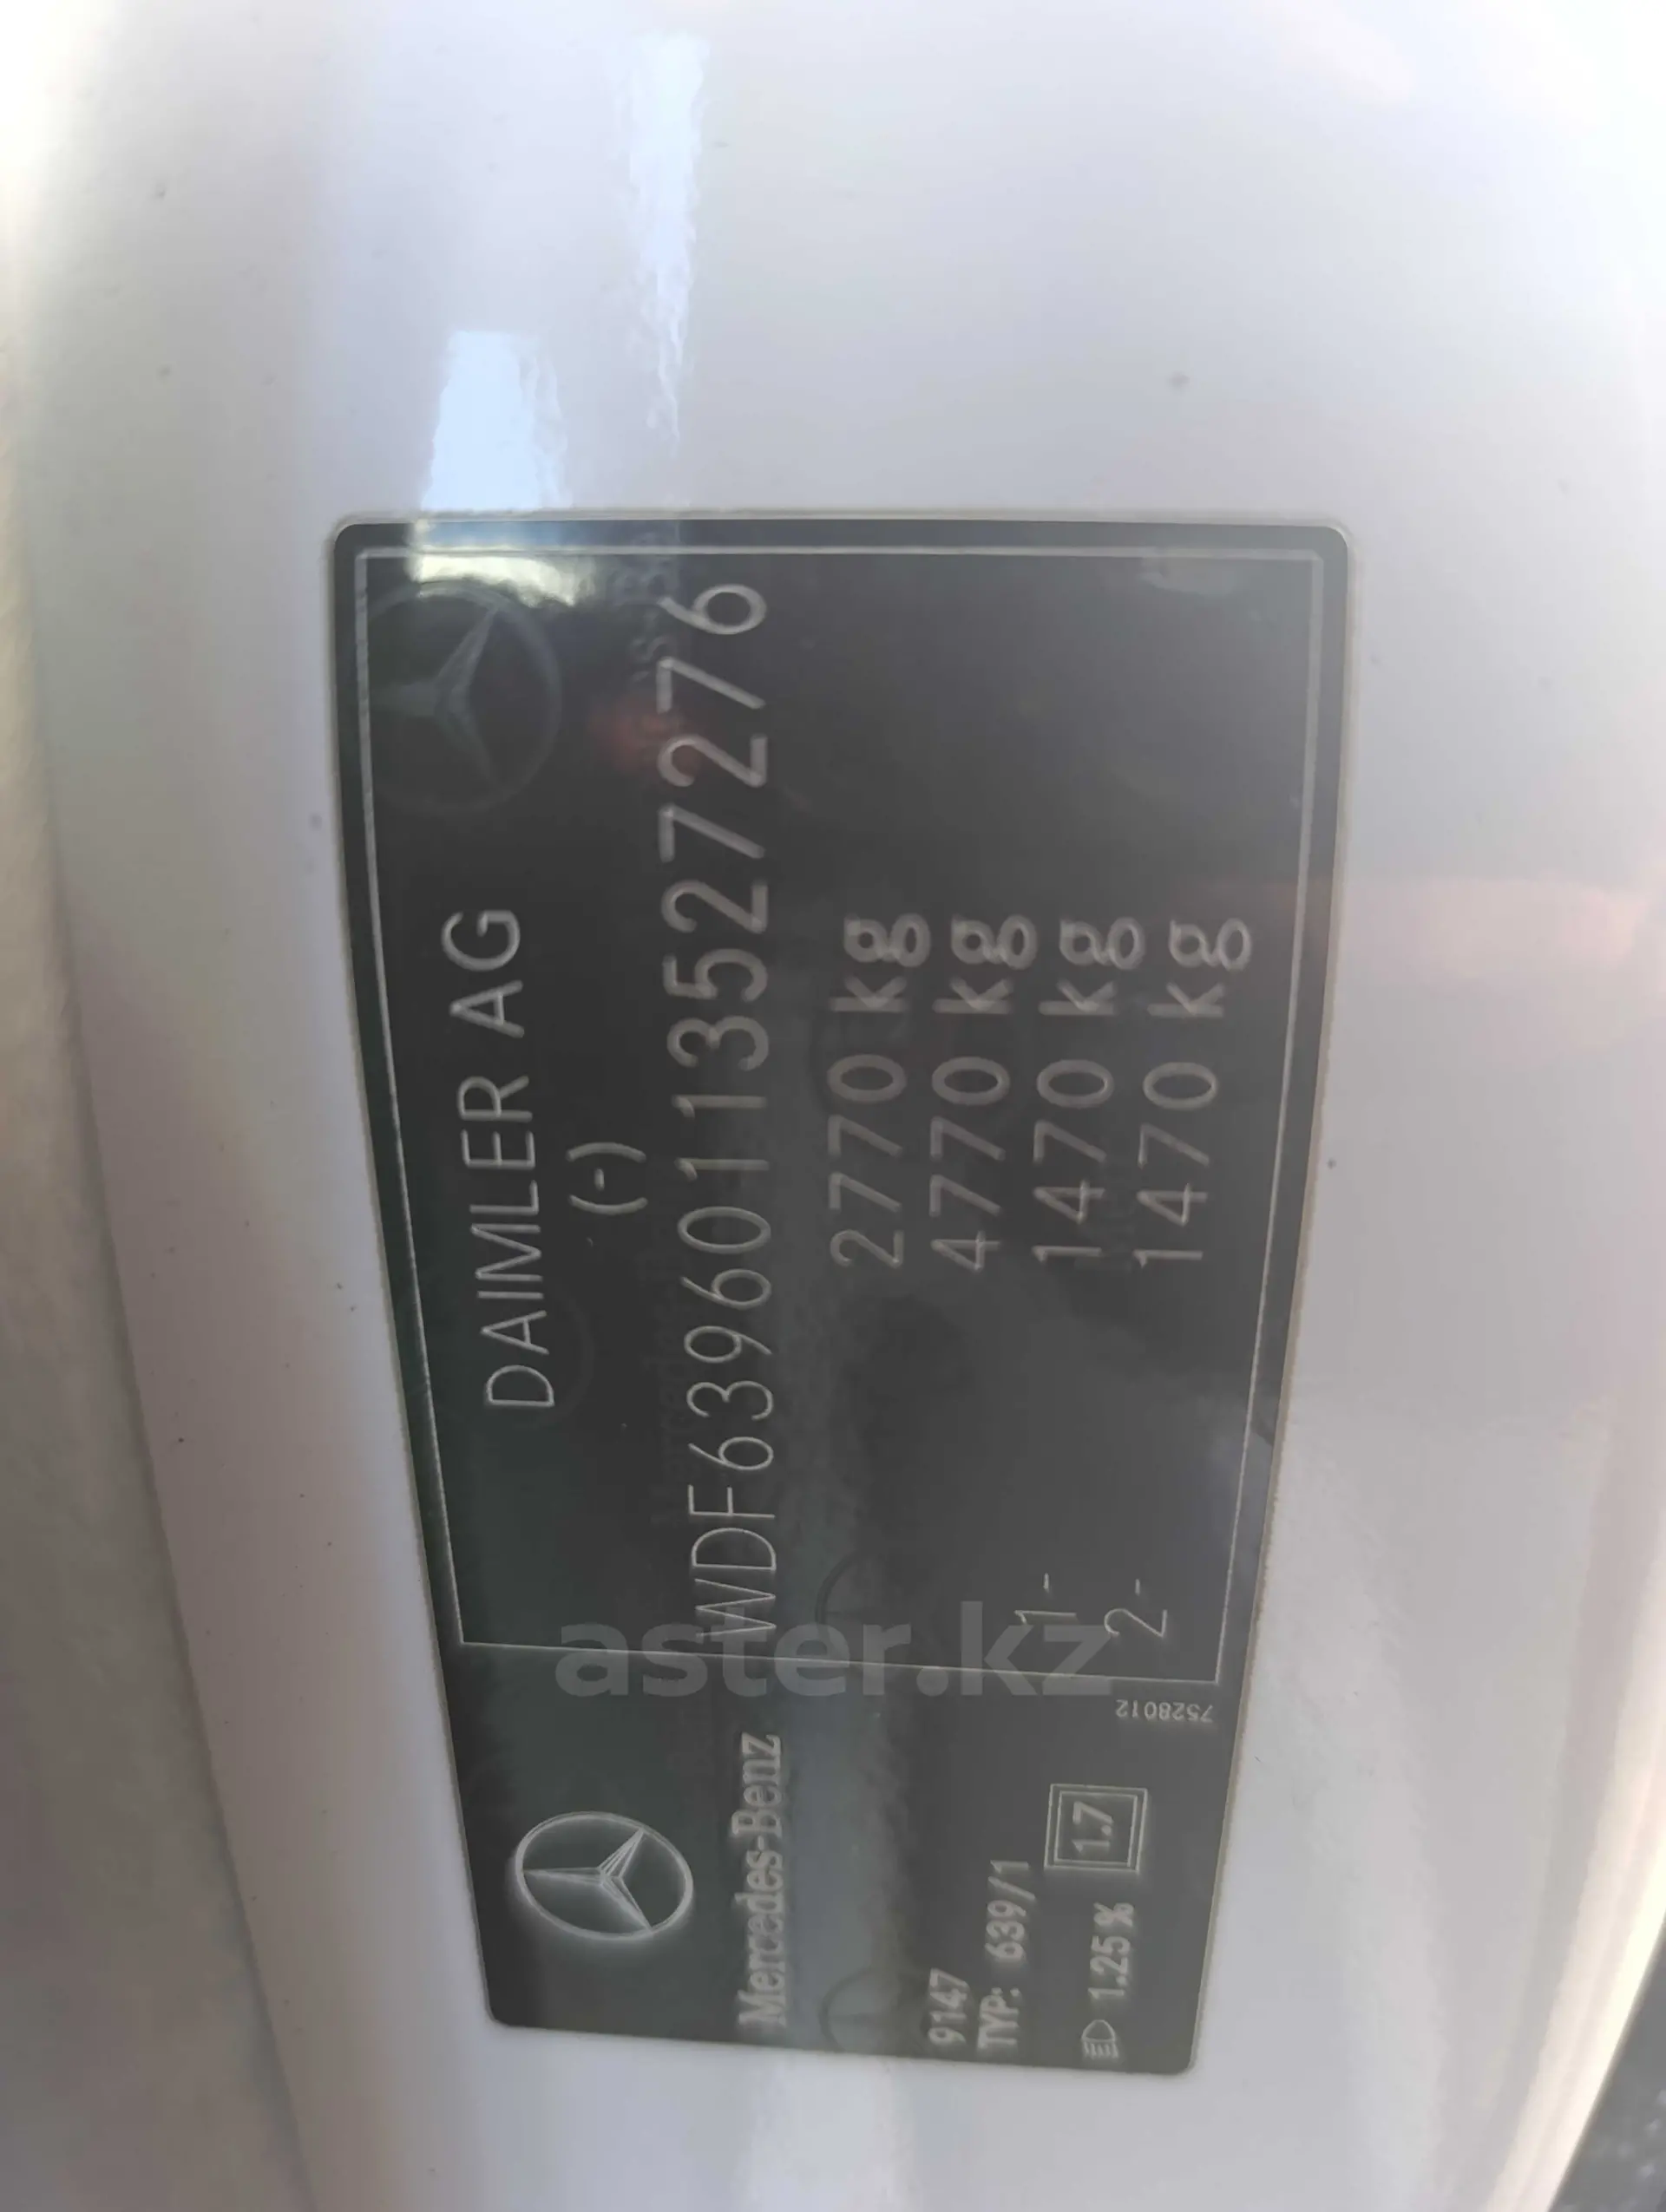 DAIMLER AG
(-)
WDF63960113527276
2770 kg
4770 kg
1- 1470 kg
2- 1470 kg
Mercedes-Benz
9147
TYP: 639/1
1.25% 1.7
7528012
aster.kz